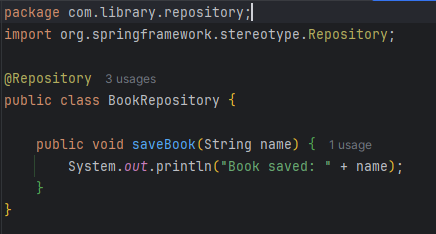 package com.library.repository;
import org.springframework.stereotype.Repository;
@Repository 3 usages
public class BookRepository {
public void saveBook(String name) { 1 usage
System.out.println("Book saved: " + name);
}
}